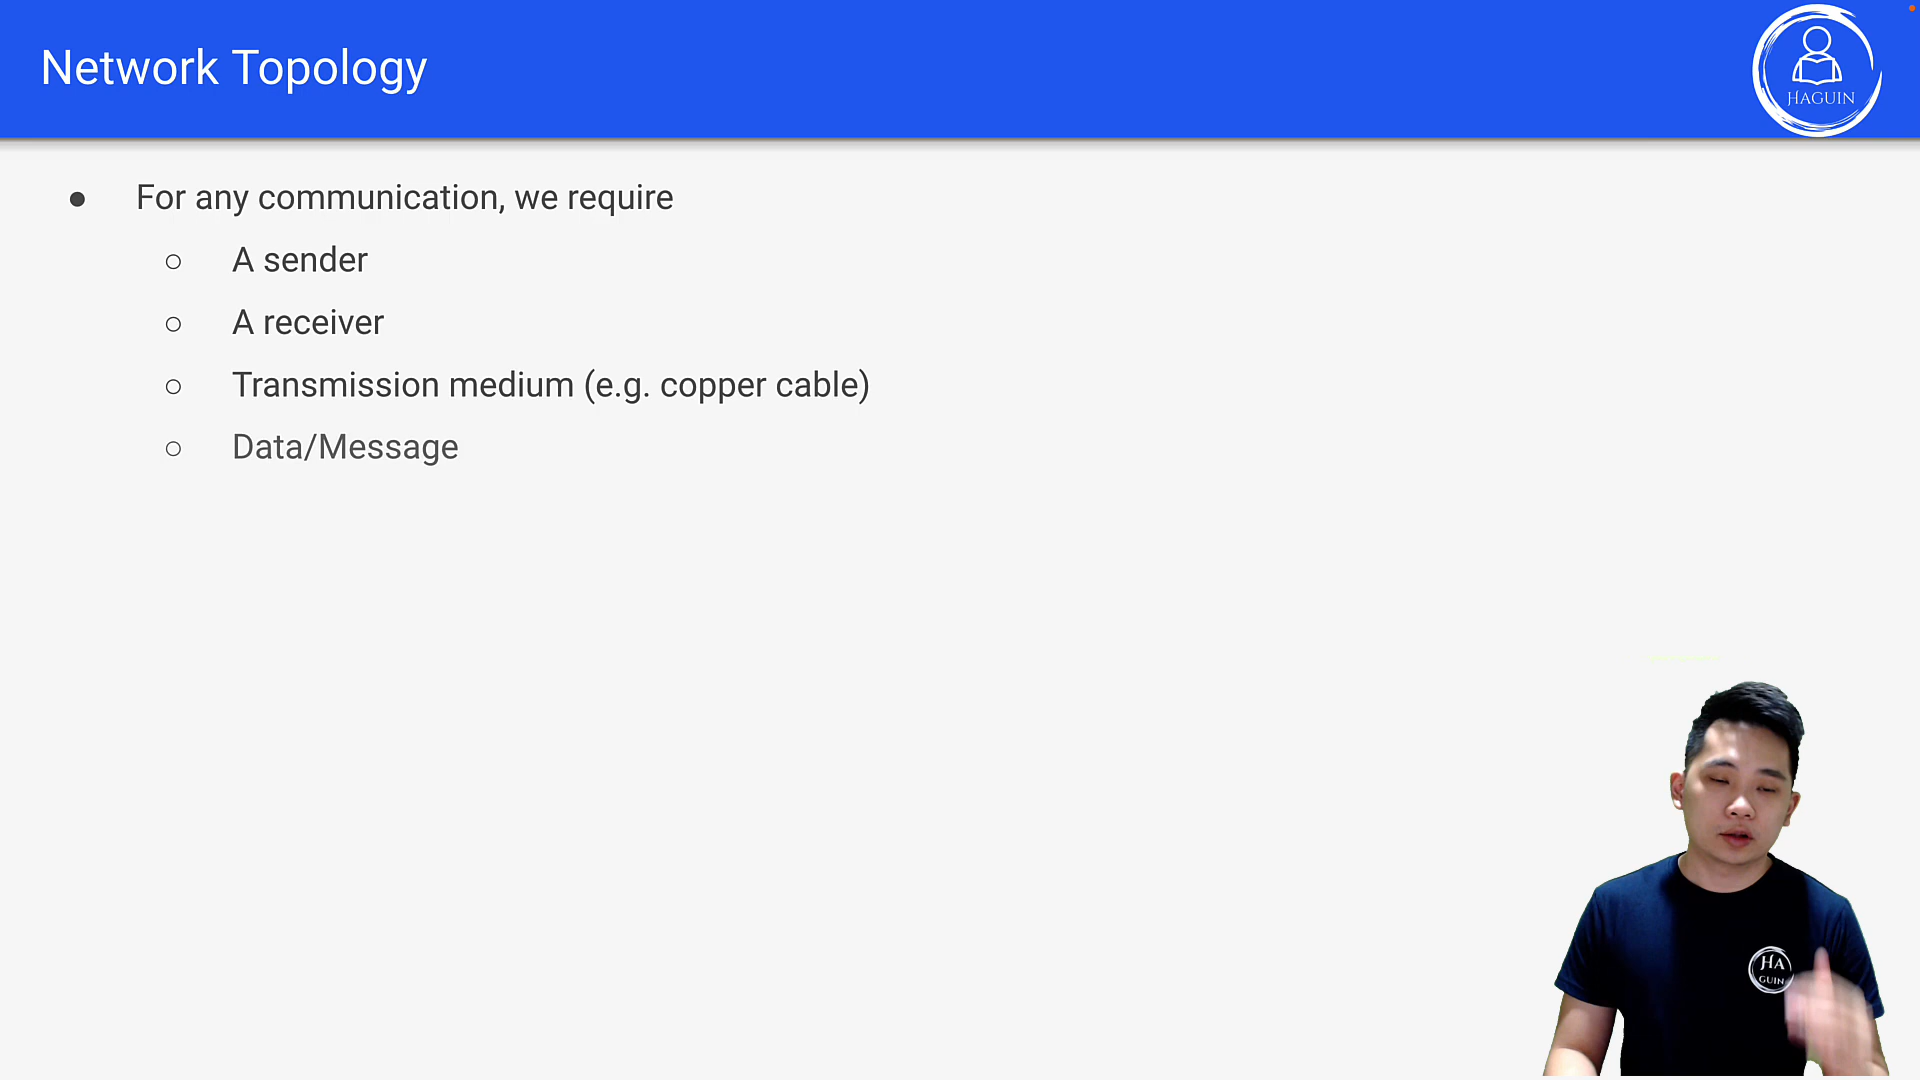 Network Topology
HAGUIN
● For any communication, we require
○ A sender
○ A receiver
○ Transmission medium (e.g. copper cable)
○ Data/Message
HA
GUIN